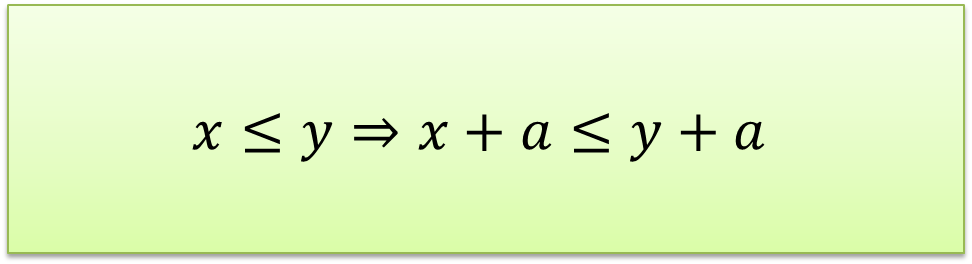 x ≤ y ⇒ x + a ≤ y + a